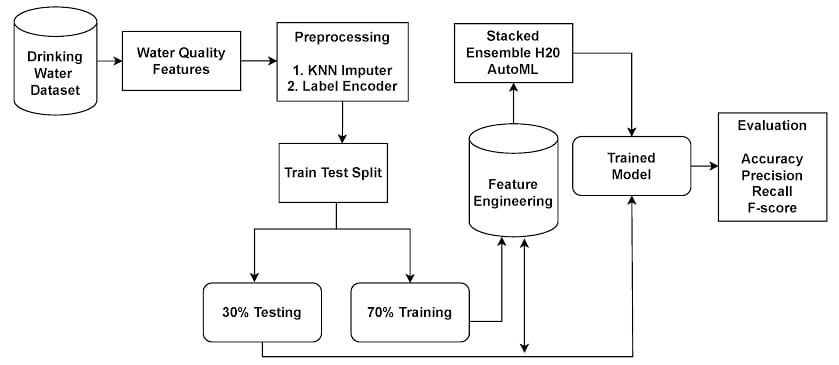 Drinking
Water
Dataset
Water Quality
Features
Preprocessing
1. KNN Imputer
2. Label Encoder
Train Test Split
30% Testing
70% Training
Feature
Engineering
Stacked
Ensemble H20
AutoML
Trained
Model
Evaluation
Accuracy
Precision
Recall
F-score